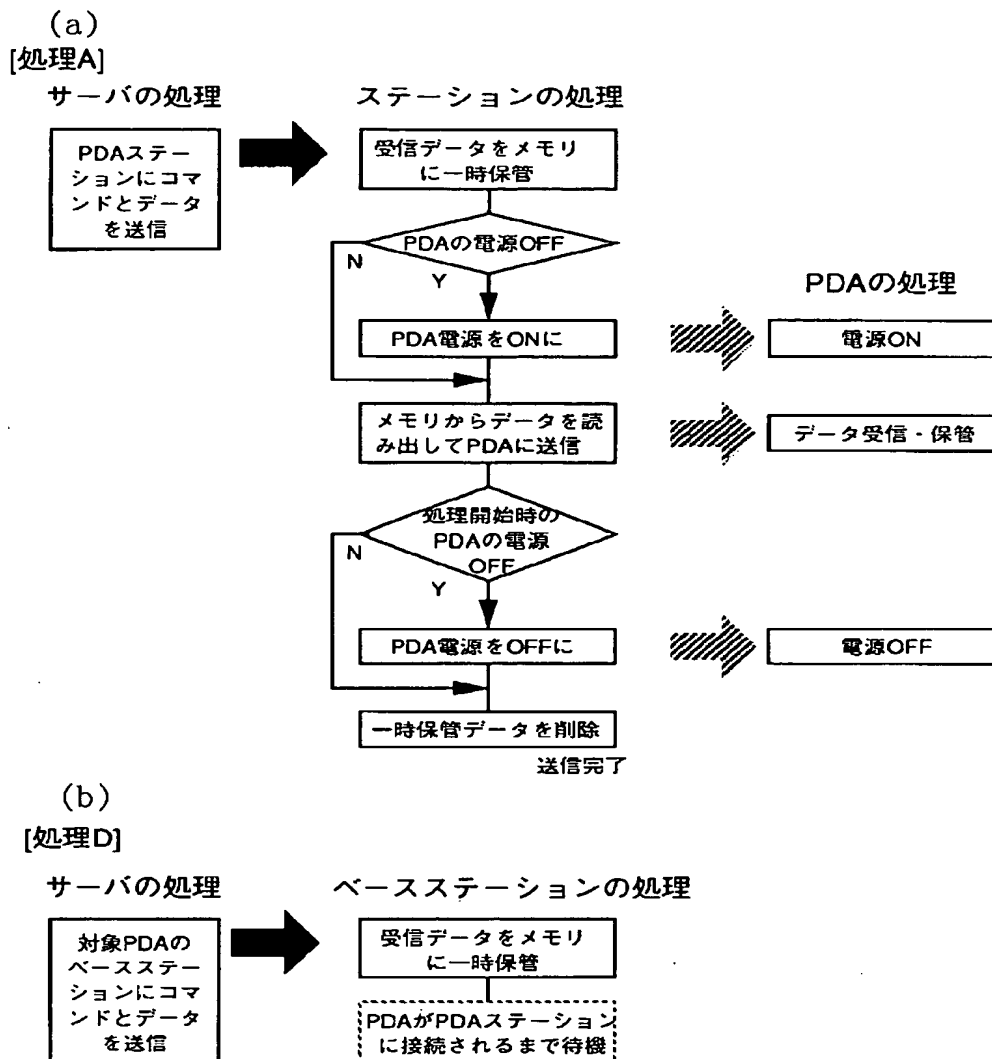 (a)
[処理A]
サーバの処理
ステーションの処理
PDAステー
ションにコマ
ンドとデータ
を送信
受信データをメモリ
に一時保管
PDAの電源OFF
N
Y
PDAの処理
PDA電源をONに
電源ON
メモリからデータを読
み出してPDAに送信
データ受信・保管
処理開始時の
PDAの電源
OFF
N
Y
PDA電源をOFFに
電源OFF
一時保管データを削除
送信完了
(b)
[処理D]
サーバの処理
ベースステーションの処理
対象PDAの
ベースステー
ションにコマ
ンドとデータ
を送信
受信データをメモリ
に一時保管
PDAがPDAステーション
に接続されるまで待機